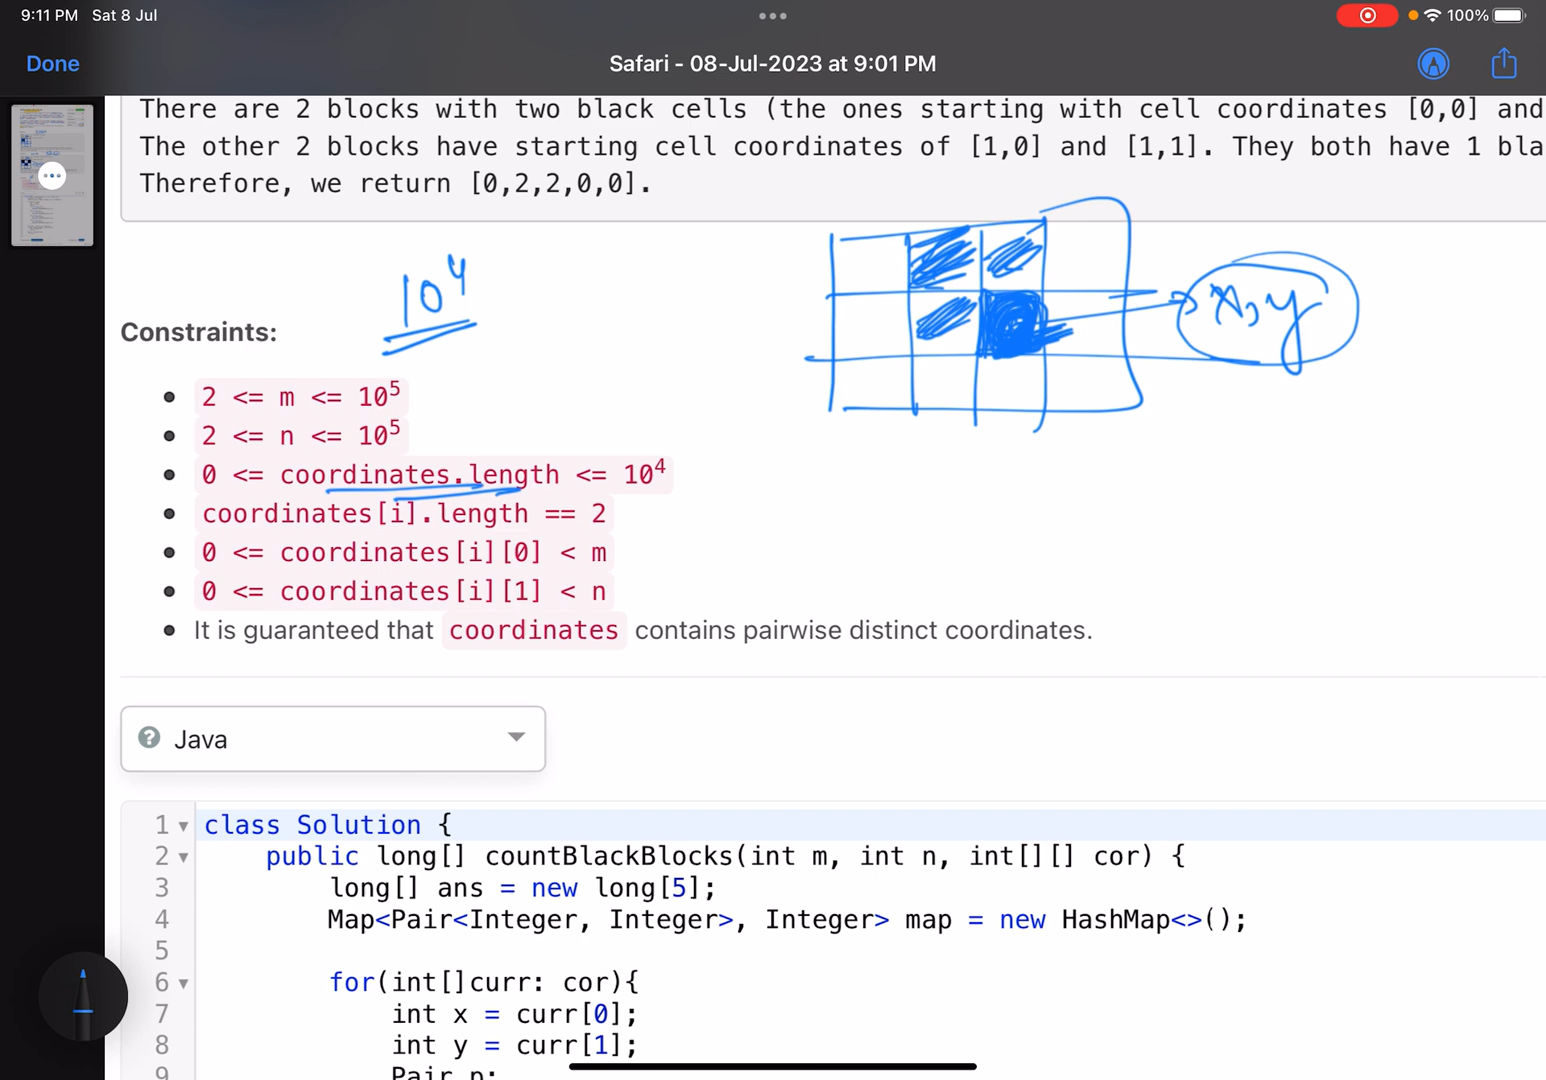 9:11 PM Sat 8 Jul
100%
Done
Safari - 08-Jul-2023 at 9:01 PM
There are 2 blocks with two black cells (the ones starting with cell coordinates [0,0] and
The other 2 blocks have starting cell coordinates of [1,0] and [1,1]. They both have 1 bla
Therefore, we return [0,2,2,0,0].
10⁴
x,y
Constraints:
2 <= m <= 10⁵
2 <= n <= 10⁵
0 <= coordinates.length <= 10⁴
coordinates[i].length == 2
0 <= coordinates[i][0] < m
0 <= coordinates[i][1] < n
It is guaranteed that coordinates contains pairwise distinct coordinates.
? Java
1 class Solution {
2 public long[] countBlackBlocks(int m, int n, int[][] cor) {
3 long[] ans = new long[5];
4 Map<Pair<Integer, Integer>, Integer> map = new HashMap<>();
5
6 for(int[]curr: cor){
7 int x = curr[0];
8 int y = curr[1];
9 Pair p;